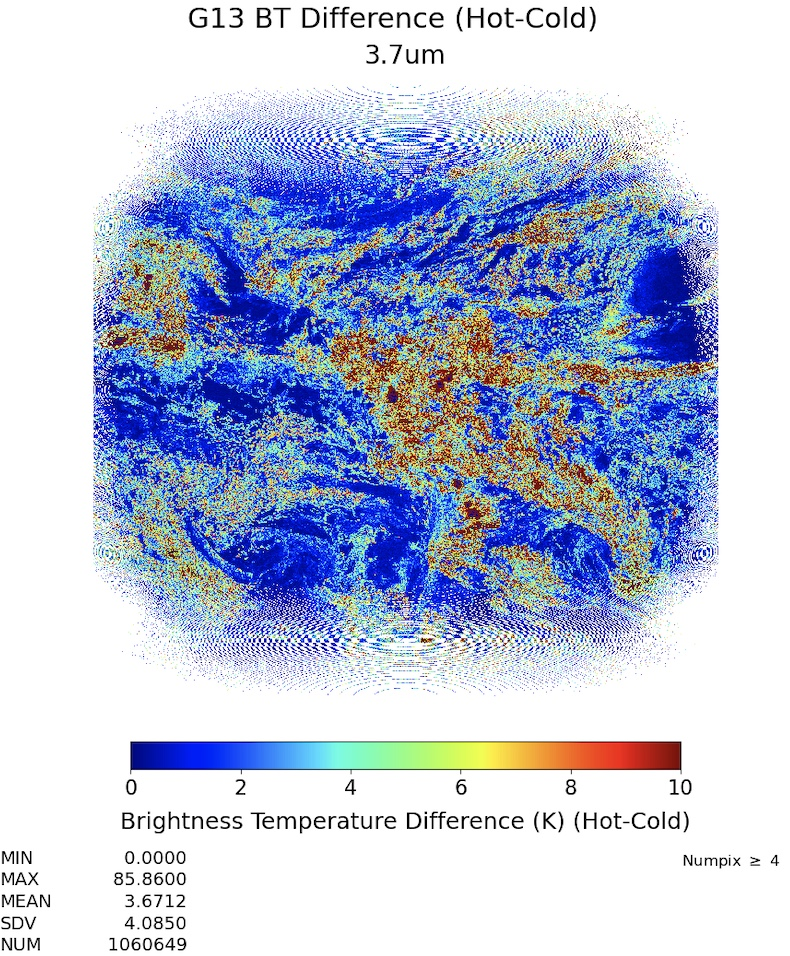 G13 BT Difference (Hot-Cold)
3.7um
0 2 4 6 8 10
Brightness Temperature Difference (K) (Hot-Cold)
MIN 0.0000
Numpix ≥ 4
MAX 85.8600
MEAN 3.6712
SDV 4.0850
NUM 1060649